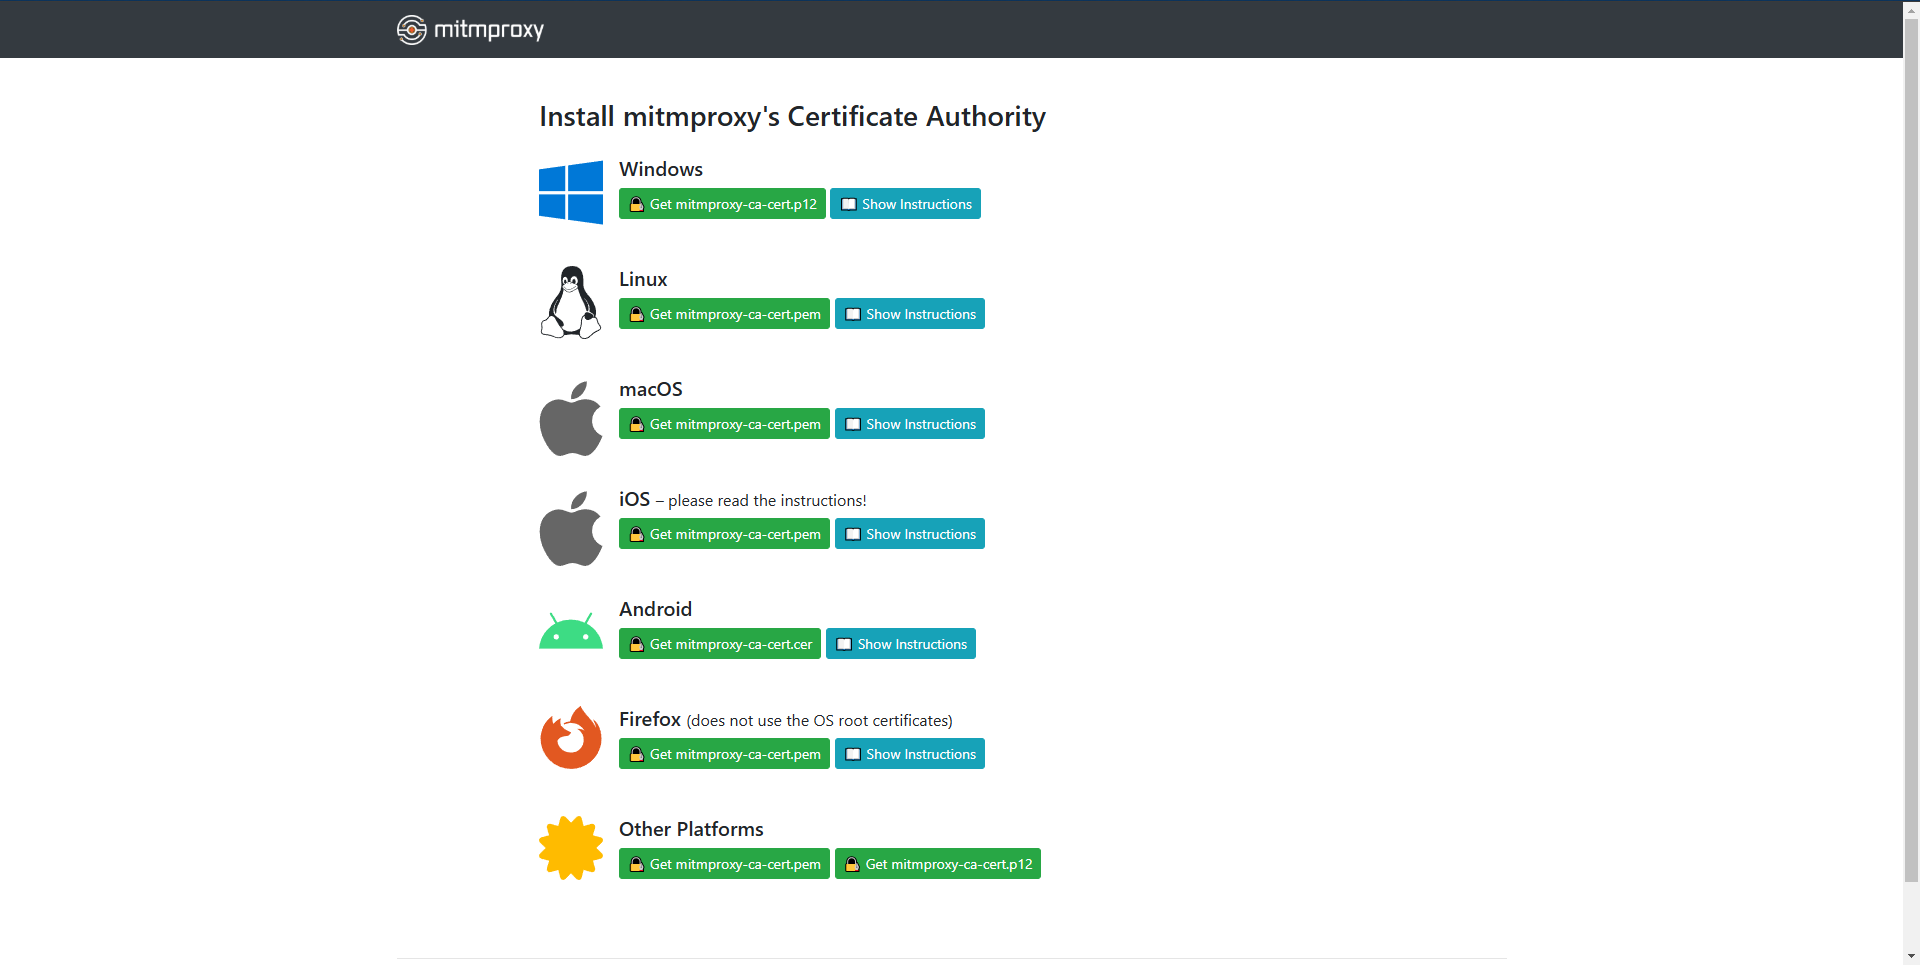 mitmproxy
Install mitmproxy's Certificate Authority
Windows
Get mitmproxy-ca-cert.p12 Show Instructions
Linux
Get mitmproxy-ca-cert.pem Show Instructions
macOS
Get mitmproxy-ca-cert.pem Show Instructions
iOS – please read the instructions!
Get mitmproxy-ca-cert.pem Show Instructions
Android
Get mitmproxy-ca-cert.cer Show Instructions
Firefox (does not use the OS root certificates)
Get mitmproxy-ca-cert.pem Show Instructions
Other Platforms
Get mitmproxy-ca-cert.pem Get mitmproxy-ca-cert.p12